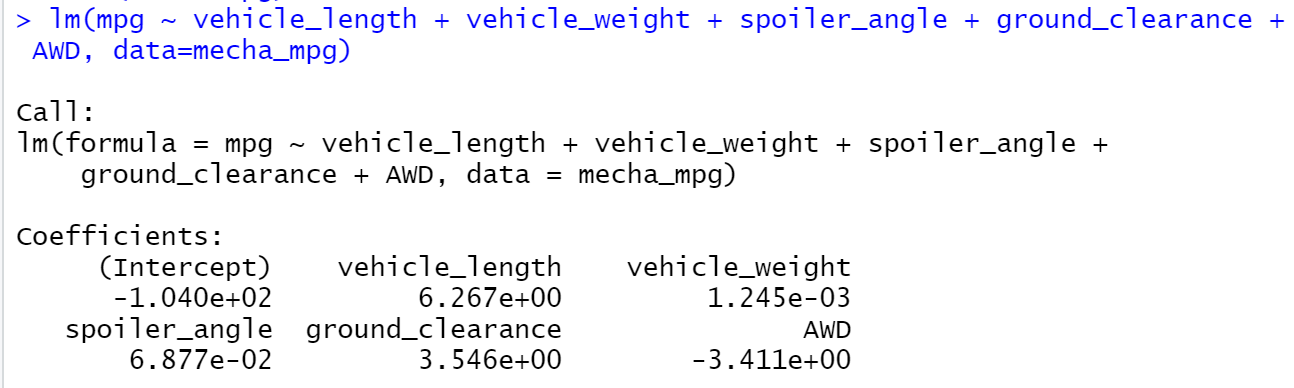 > lm(mpg ~ vehicle_length + vehicle_weight + spoiler_angle + ground_clearance +
AWD, data=mecha_mpg)
Call:
lm(formula = mpg ~ vehicle_length + vehicle_weight + spoiler_angle +
ground_clearance + AWD, data = mecha_mpg)
Coefficients:
(Intercept) vehicle_length vehicle_weight
-1.040e+02 6.267e+00 1.245e-03
spoiler_angle ground_clearance AWD
6.877e-02 3.546e+00 -3.411e+00